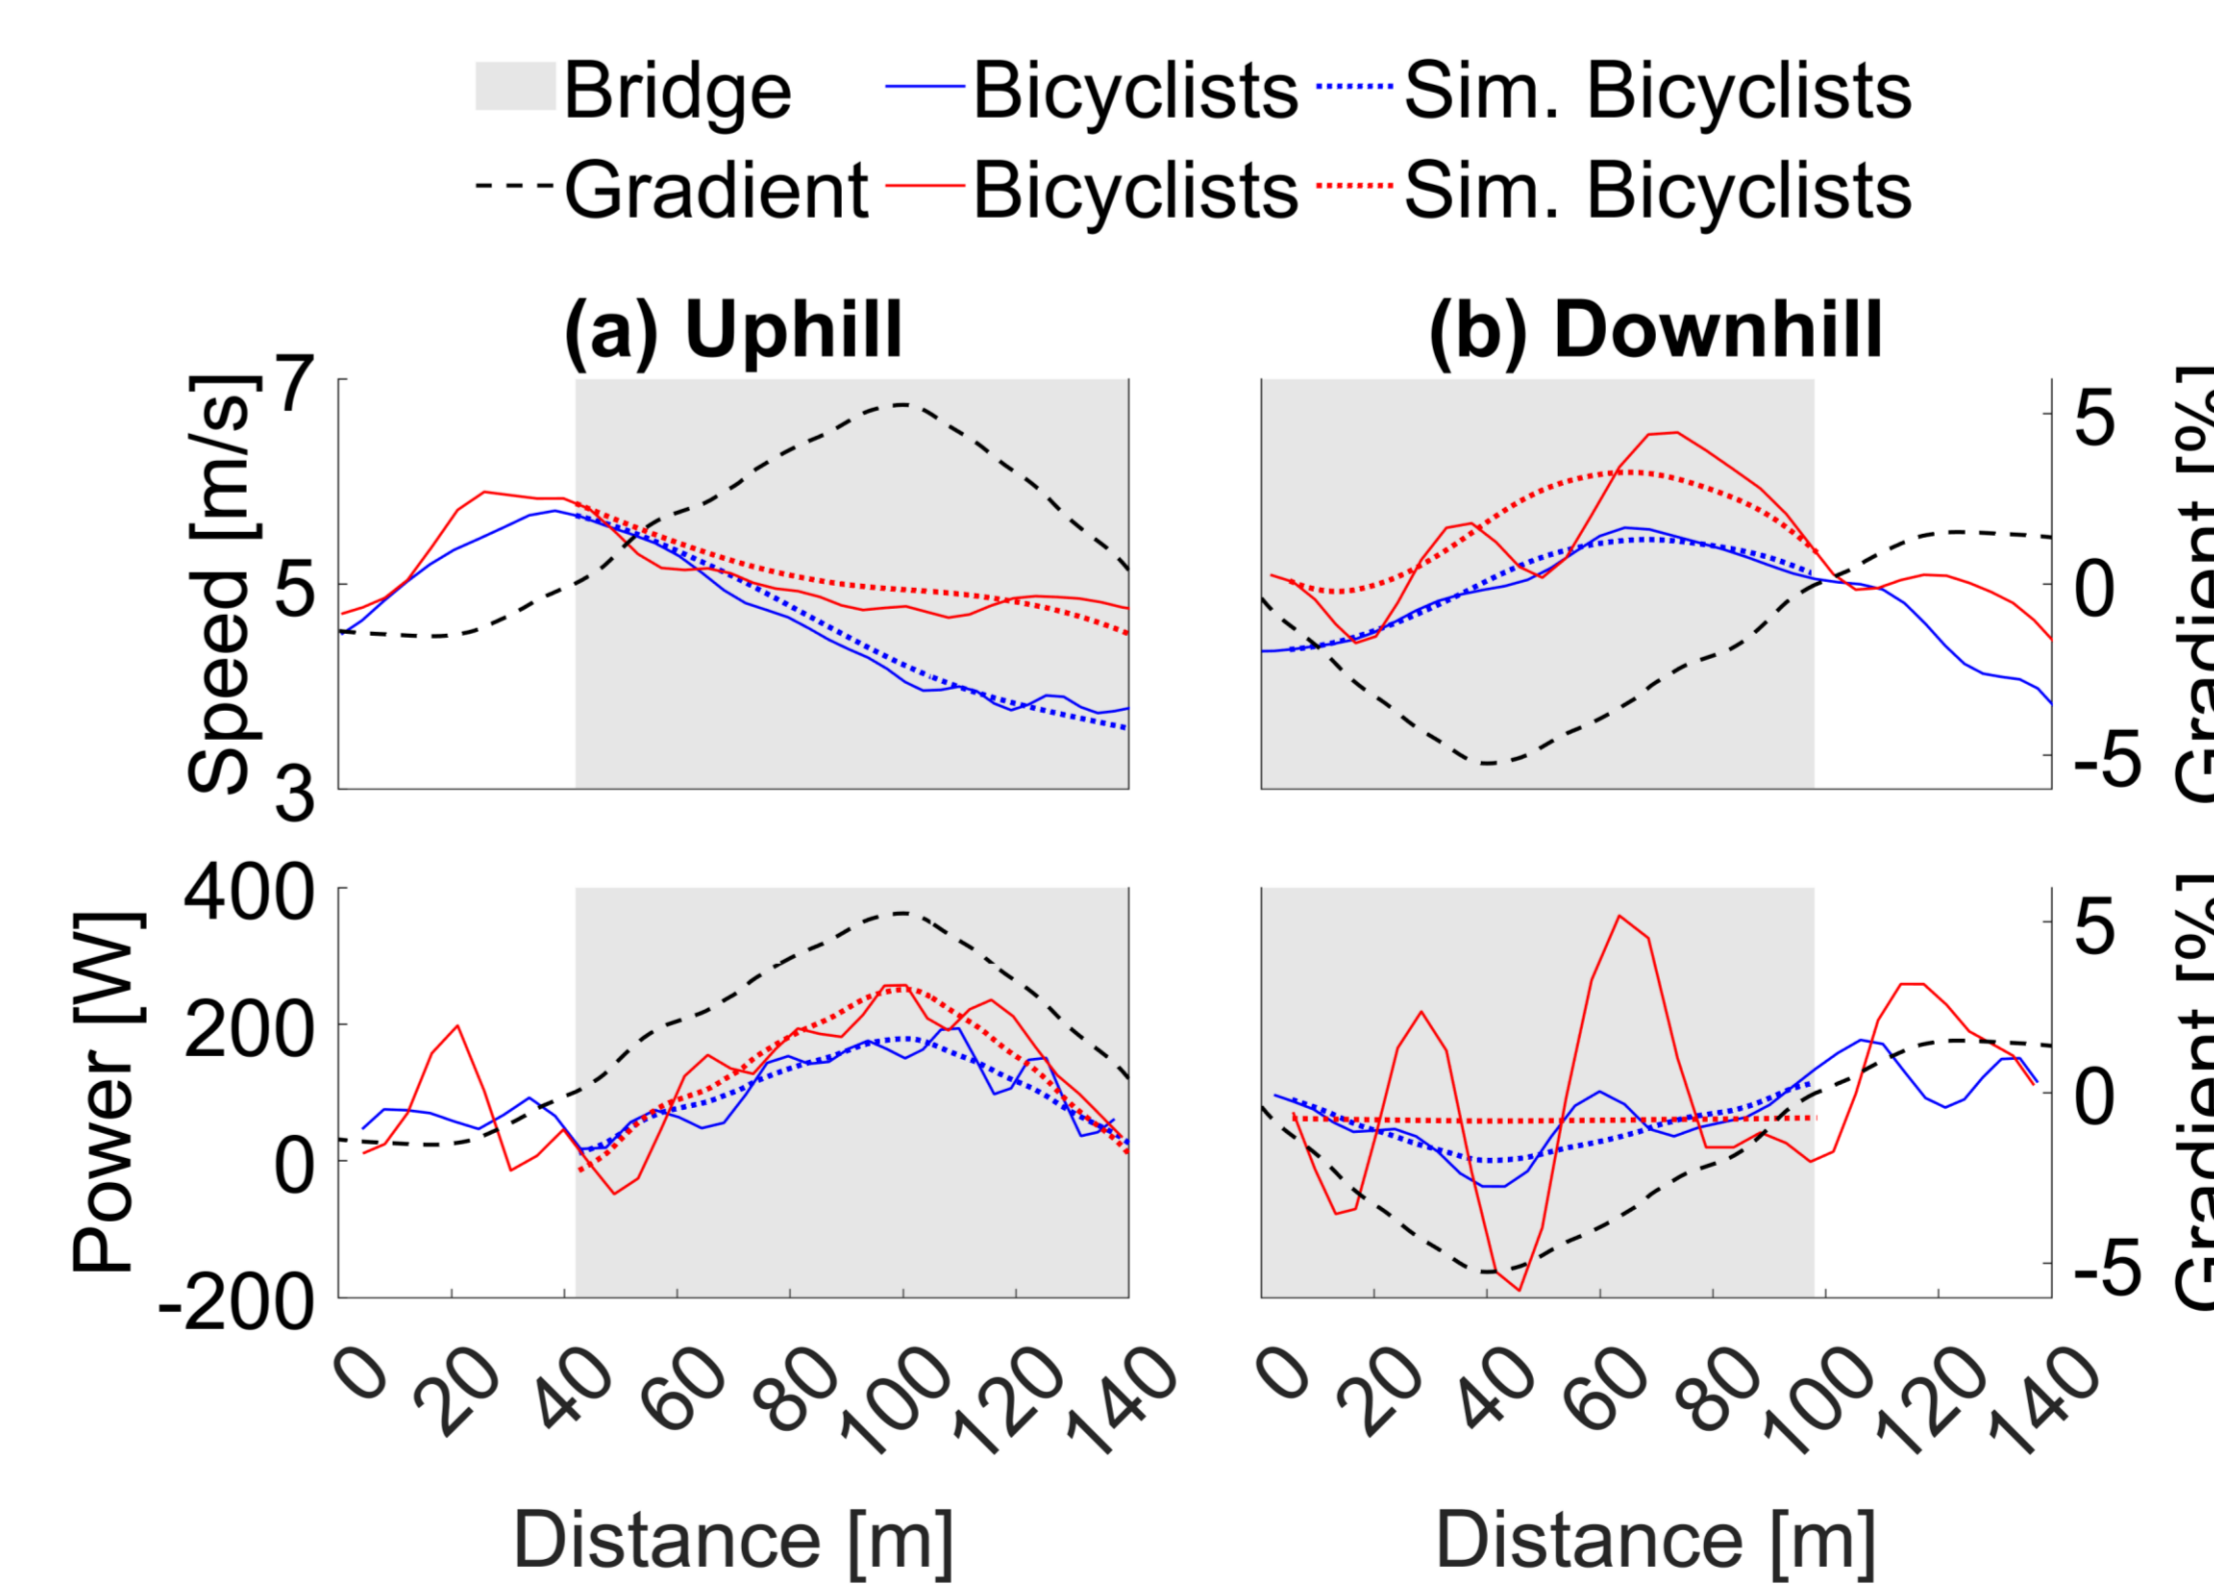 Bridge Bicyclists Sim. Bicyclists
Gradient Bicyclists Sim. Bicyclists
(a) Uphill (b) Downhill
Speed [m/s]
7
5
3
5
0
-5
Gradient [%]
Power [W]
400
200
0
-200
5
0
-5
Gradient [%]
0 20 40 60 80 100 120 140
0 20 40 60 80 100 120 140
Distance [m] Distance [m]